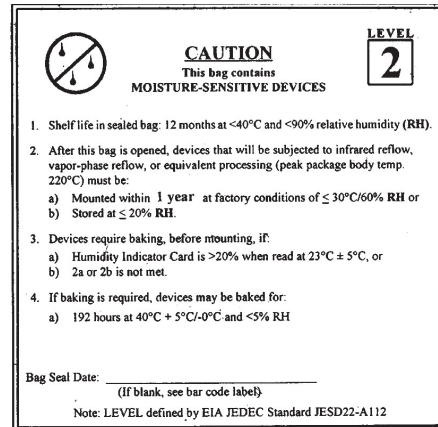 LEVEL
2
CAUTION
This bag contains
MOISTURE-SENSITIVE DEVICES
1. Shelf life in sealed bag: 12 months at <40°C and <90% relative humidity (RH).
2. After this bag is opened, devices that will be subjected to infrared reflow,
vapor-phase reflow, or equivalent processing (peak package body temp.
220°C) must be:
a) Mounted within 1 year at factory conditions of ≤ 30°C/60% RH or
b) Stored at ≤ 20% RH.
3. Devices require baking, before mounting, if:
a) Humidity Indicator Card is >20% when read at 23°C ± 5°C, or
b) 2a or 2b is not met.
4. If baking is required, devices may be baked for:
a) 192 hours at 40°C + 5°C/-0°C and <5% RH
Bag Seal Date:
(If blank, see bar code label)
Note: LEVEL defined by EIA JEDEC Standard JESD22-A112